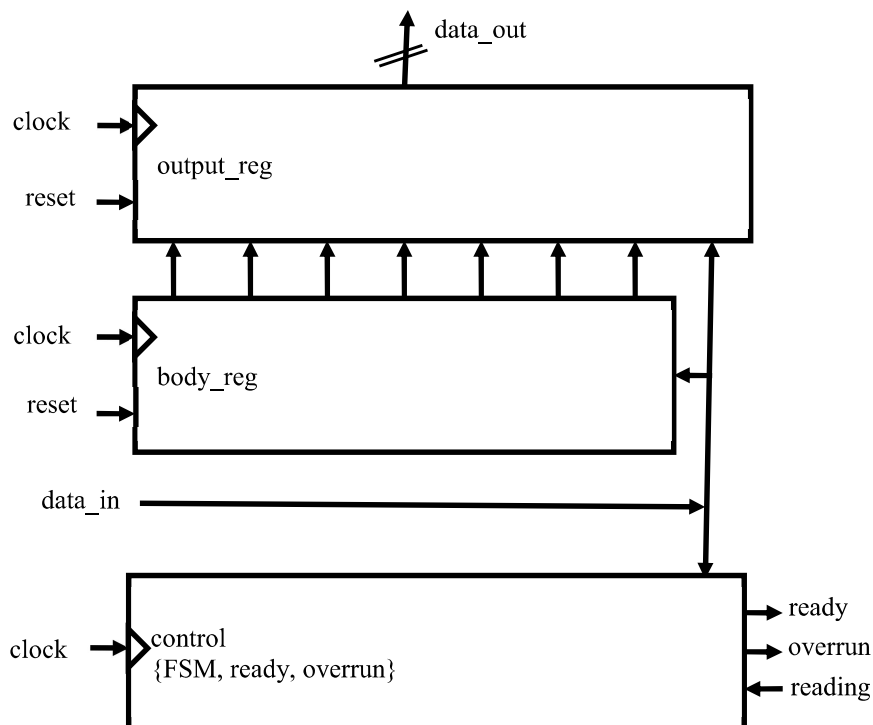 data_out
clock
output_reg
reset
clock
body_reg
reset
data_in
ready
control
clock
{FSM, ready, overrun}
overrun
reading